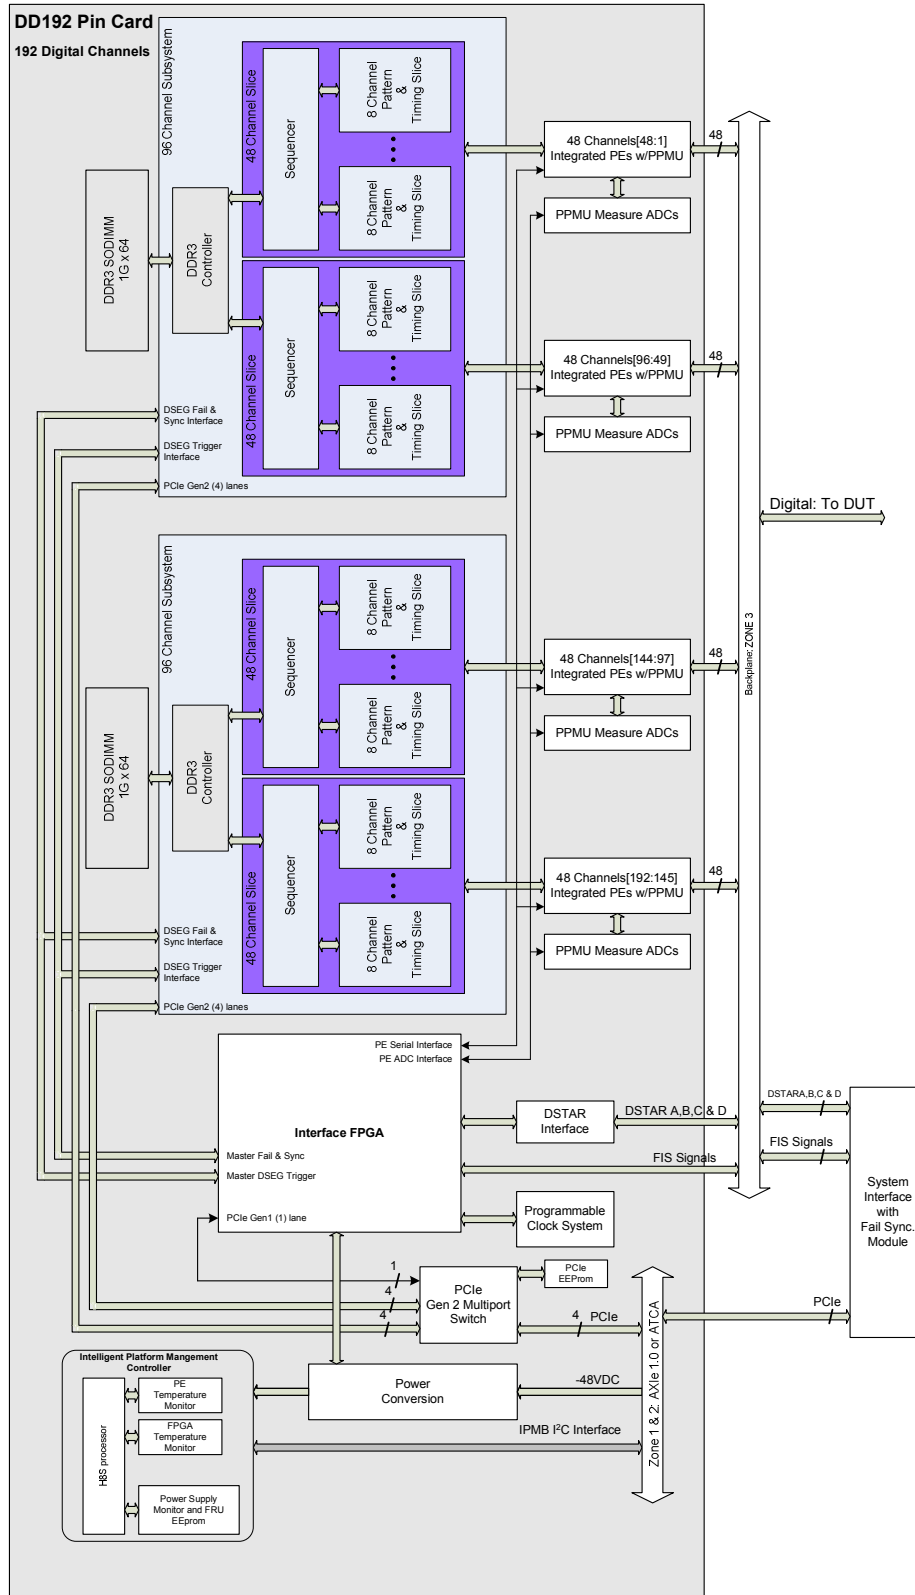 DD192 Pin Card
192 Digital Channels
96 Channel Subsystem
48 Channel Slice
Sequencer
8 Channel
Pattern
&
Timing Slice
8 Channel
Pattern
&
Timing Slice
DDR3 SODIMM
1G x 64
DDR3
Controller
48 Channel Slice
Sequencer
8 Channel
Pattern
&
Timing Slice
8 Channel
Pattern
&
Timing Slice
DSEG Fail &
Sync Interface
DSEG Trigger
Interface
PCIe Gen2 (4) lanes
48 Channels[48:1]
Integrated PEs w/PPMU
48
PPMU Measure ADCs
48 Channels[96:49]
Integrated PEs w/PPMU
48
PPMU Measure ADCs
Digital: To DUT
Backplane; ZONE 3
96 Channel Subsystem
48 Channel Slice
Sequencer
8 Channel
Pattern
&
Timing Slice
8 Channel
Pattern
&
Timing Slice
DDR3 SODIMM
1G x 64
DDR3
Controller
48 Channel Slice
Sequencer
8 Channel
Pattern
&
Timing Slice
8 Channel
Pattern
&
Timing Slice
DSEG Fail &
Sync Interface
DSEG Trigger
Interface
PCIe Gen2 (4) lanes
48 Channels[144:97]
Integrated PEs w/PPMU
48
PPMU Measure ADCs
48 Channels[192:145]
Integrated PEs w/PPMU
48
PPMU Measure ADCs
PE Serial Interface
PE ADC Interface
Interface FPGA
Master Fail & Sync
Master DSEG Trigger
PCIe Gen1 (1) lane
DSTAR
Interface
DSTAR A,B,C & D
FIS Signals
DSTARA,B,C & D
FIS Signals
System
Interface
with
Fail Sync.
Module
Programmable
Clock System
PCIe
EEProm
1
4
4
PCIe
Gen 2 Multiport
Switch
4
PCIe
PCIe
Zone 1 & 2: AXIe 1.0 or ATCA
Intelligent Platform Mangement
Controller
H8S processor
PE
Temperature
Monitor
FPGA
Temperature
Monitor
Power Supply
Monitor and FRU
EEprom
Power
Conversion
-48VDC
IPMB I²C Interface